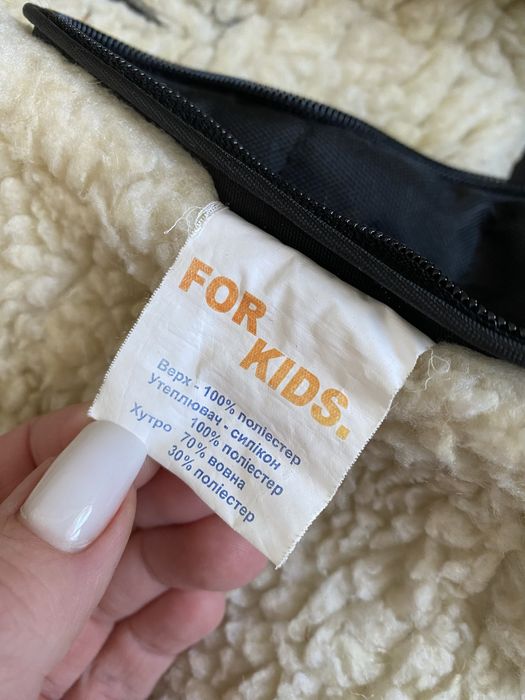 FOR
KIDS.
Верх - 100% поліестер
утеплювач - силікон
100% поліестер
Хутро 70% вовна
30% поліестер